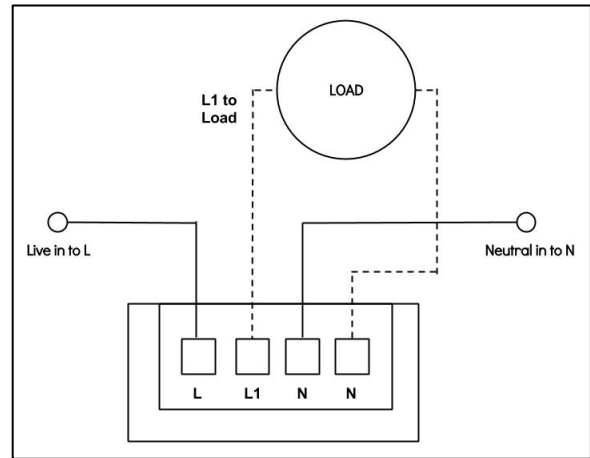 LOAD
L1 to
Load
Live in to L
Neutral in to N
L L1 N N